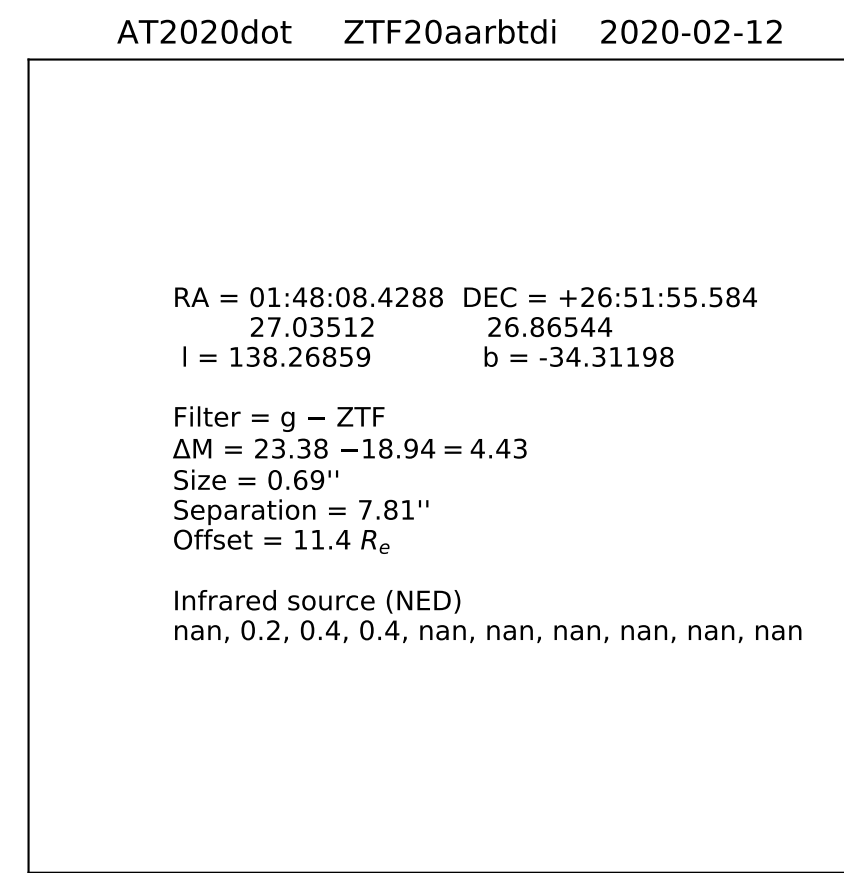 AT2020dot ZTF20aarbtdi 2020-02-12
RA = 01:48:08.4288 DEC = +26:51:55.584
27.03512 26.86544
l = 138.26859 b = -34.31198
Filter = g − ZTF
ΔM = 23.38 −18.94 = 4.43
Size = 0.69''
Separation = 7.81''
Offset = 11.4 Re
Infrared source (NED)
nan, 0.2, 0.4, 0.4, nan, nan, nan, nan, nan, nan